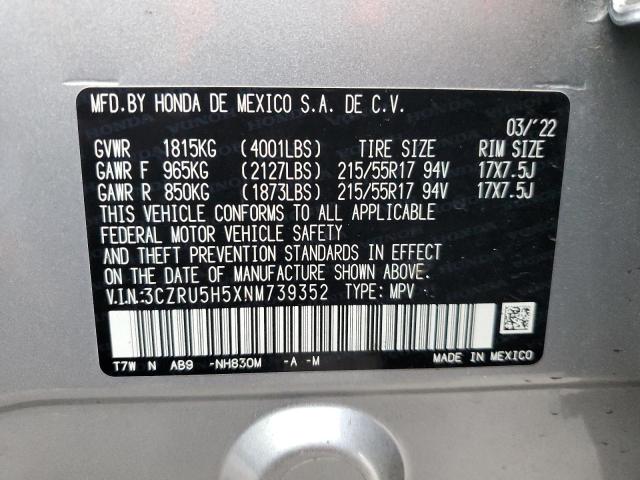 MFD.BY HONDA DE MEXICO S.A. DE C.V.
03/'22
GVWR 1815KG (4001LBS) TIRE SIZE RIM SIZE
GAWR F 965KG (2127LBS) 215/55R17 94V 17X7.5J
GAWR R 850KG (1873LBS) 215/55R17 94V 17X7.5J
THIS VEHICLE CONFORMS TO ALL APPLICABLE
FEDERAL MOTOR VEHICLE SAFETY
AND THEFT PREVENTION STANDARDS IN EFFECT
ON THE DATE OF MANUFACTURE SHOWN ABOVE.
V.I.N:3CZRU5H5XNM739352 TYPE: MPV
T7W N AB9 -NH830M -A -M MADE IN MEXICO